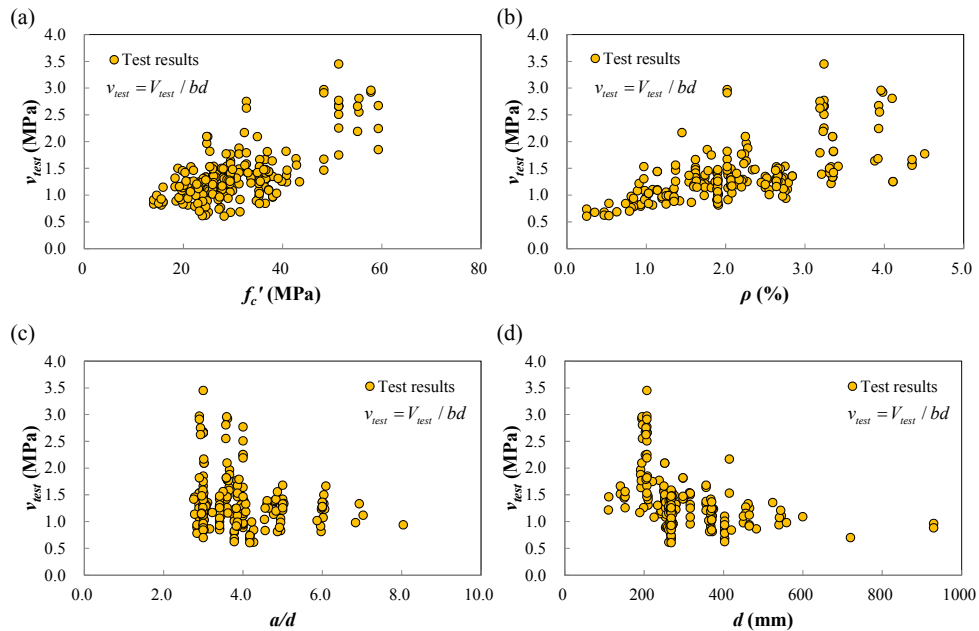 (a)
4.0
3.5
3.0
2.5
2.0
1.5
1.0
0.5
0.0
v_test (MPa)
Test results
v_test = V_test / bd
0.0 20 40 60 80
f_c' (MPa)
(b)
4.0
3.5
3.0
2.5
2.0
1.5
1.0
0.5
0.0
v_test (MPa)
Test results
v_test = V_test / bd
0.0 1.0 2.0 3.0 4.0 5.0
ρ (%)
(c)
4.0
3.5
3.0
2.5
2.0
1.5
1.0
0.5
0.0
v_test (MPa)
Test results
v_test = V_test / bd
0.0 2.0 4.0 6.0 8.0 10.0
a/d
(d)
4.0
3.5
3.0
2.5
2.0
1.5
1.0
0.5
0.0
v_test (MPa)
Test results
v_test = V_test / bd
0.0 200 400 600 800 1000
d (mm)